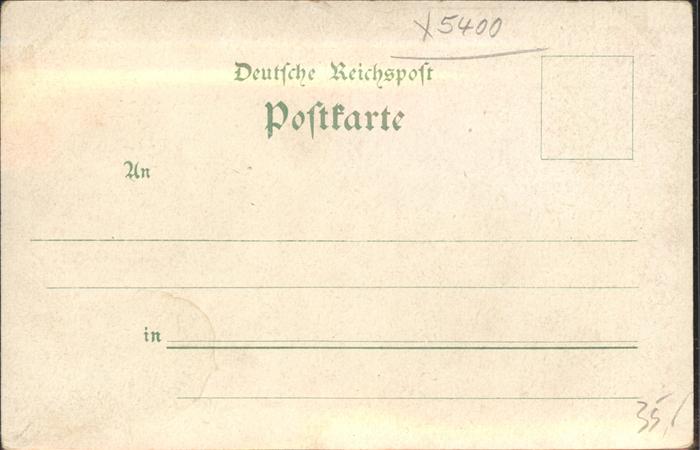 X5400
Deutsche Reichspost
Postkarte
An
in
35,/